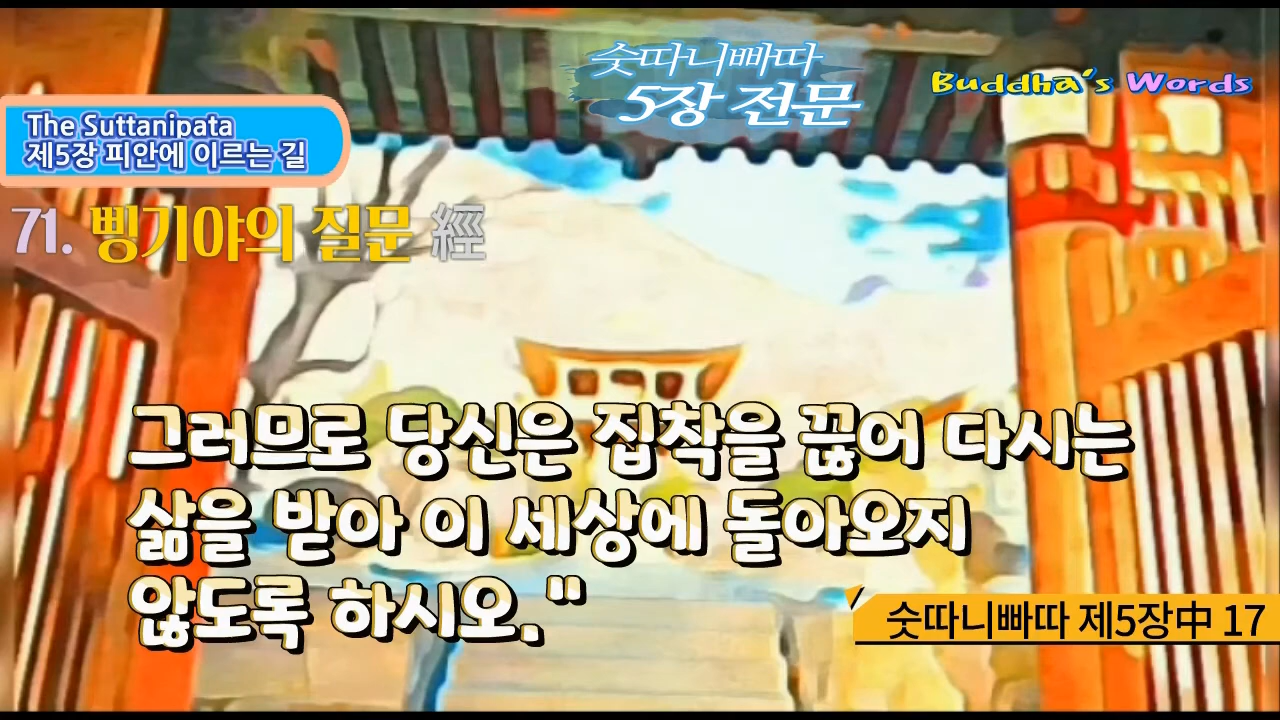 숫따니빠따
5장 전문
Buddha's Words
The Suttanipata
제5장 피안에 이르는 길
71. 삥기야의 질문 經
그러므로 당신은 집착을 끊어 다시는
삶을 받아 이 세상에 돌아오지
않도록 하시오."
숫따니빠따 제5장中 17